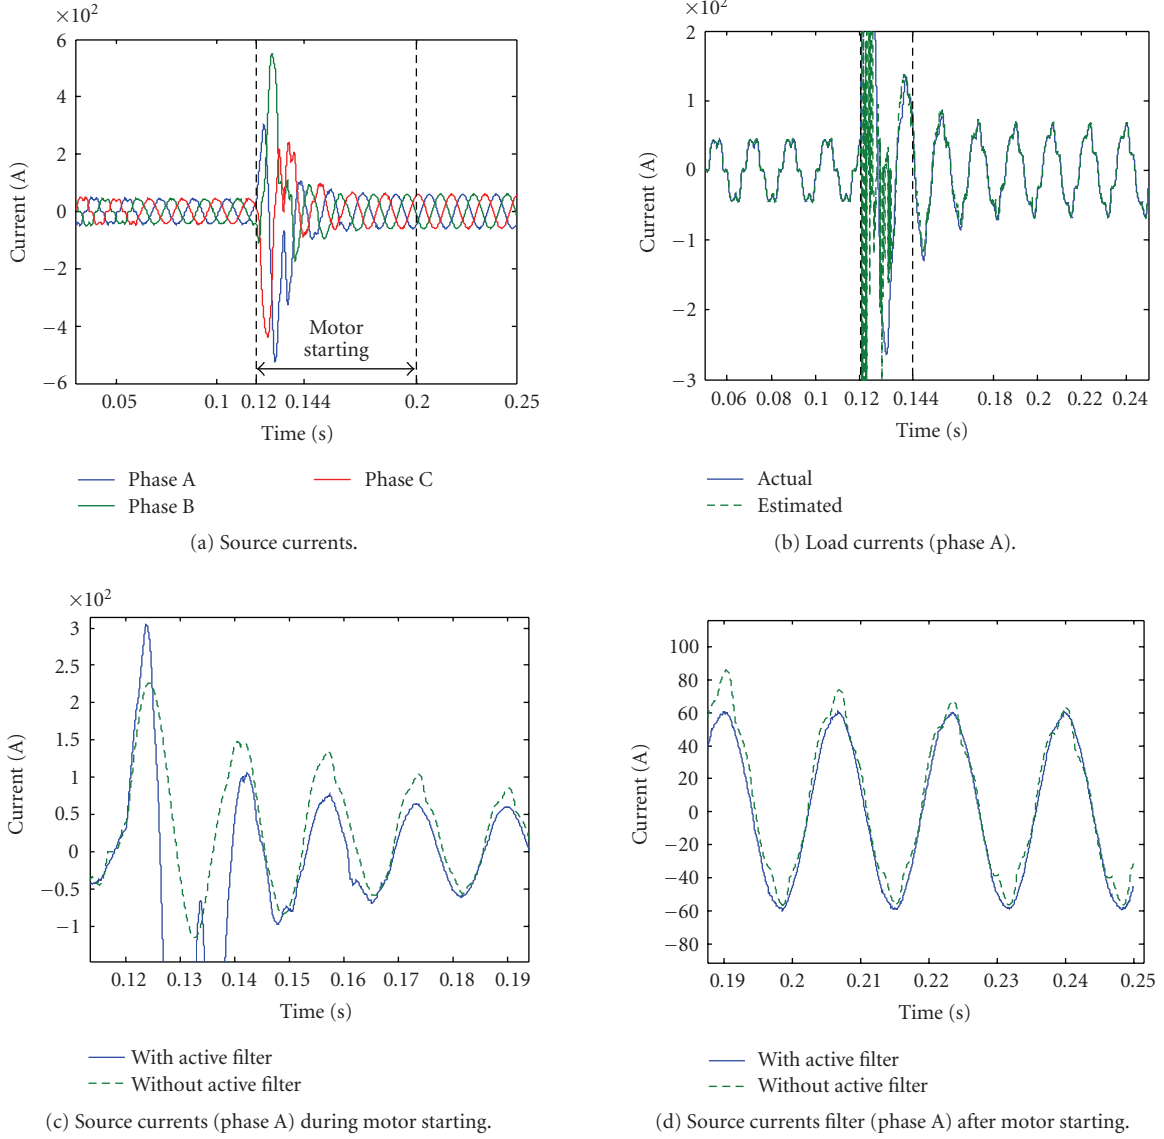 ×10²
6
4
2
0
−2
−4
−6
Current (A)
Motor
starting
0.05
0.1
0.12
0.144
0.2
0.25
Time (s)
Phase A
Phase B
Phase C
(a) Source currents.
×10²
2
1
0
−1
−2
−3
Current (A)
0.06
0.08
0.1
0.12
0.144
0.18
0.2
0.22
0.24
Time (s)
Actual
Estimated
(b) Load currents (phase A).
×10²
3
2.5
2
1.5
1
0.5
0
−0.5
−1
Current (A)
0.12
0.13
0.14
0.15
0.16
0.17
0.18
0.19
Time (s)
With active filter
Without active filter
(c) Source currents (phase A) during motor starting.
100
80
60
40
20
0
−20
−40
−60
−80
Current (A)
0.19
0.2
0.21
0.22
0.23
0.24
0.25
Time (s)
With active filter
Without active filter
(d) Source currents filter (phase A) after motor starting.